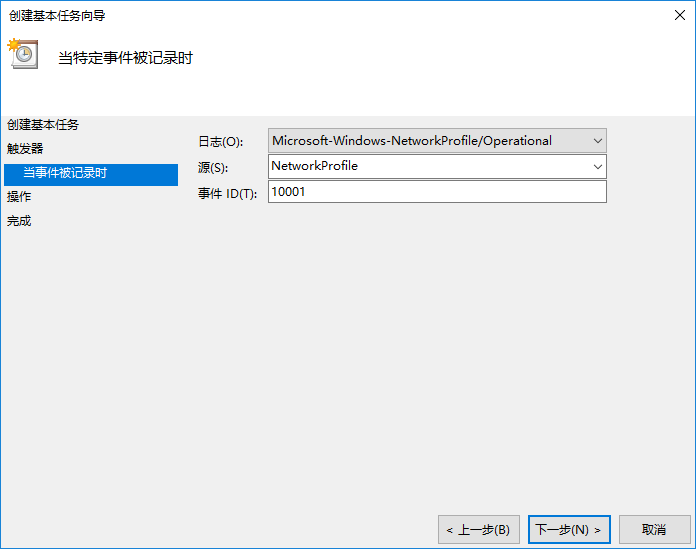 创建基本任务向导
当特定事件被记录时
创建基本任务
触发器
当事件被记录时
操作
完成
日志(O): Microsoft-Windows-NetworkProfile/Operational
源(S): NetworkProfile
事件 ID(T): 10001
< 上一步(B) 下一步(N) > 取消